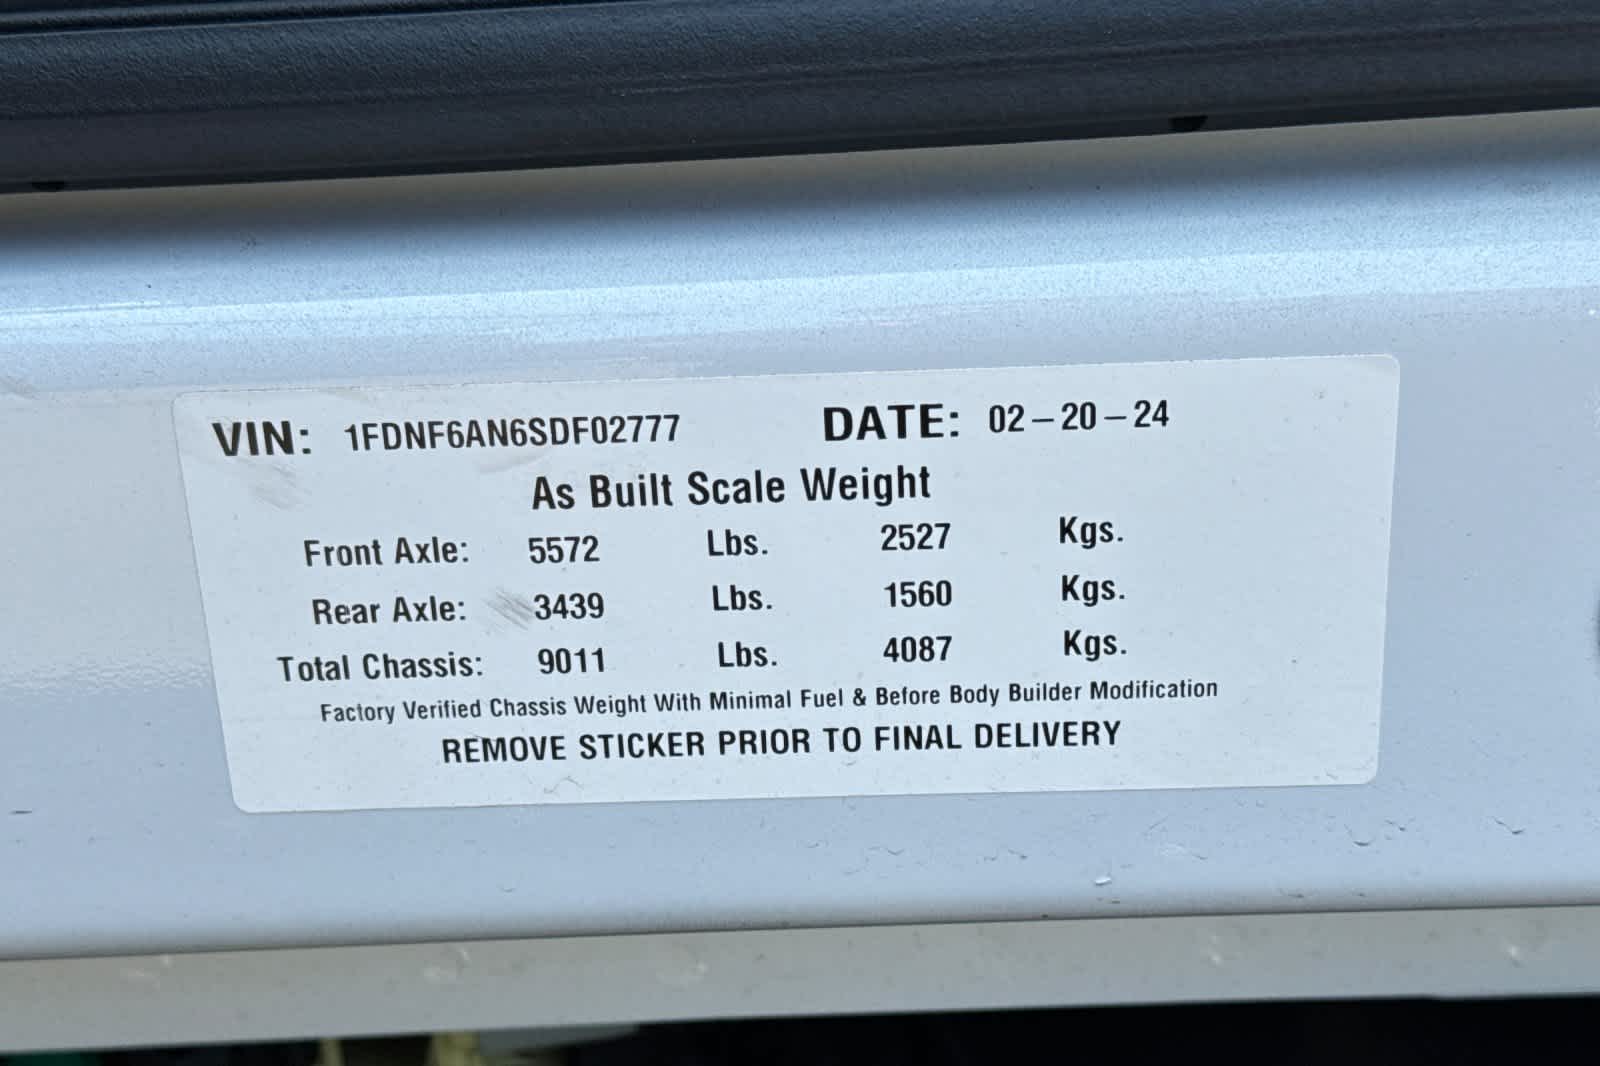 VIN: 1FDNF6AN6SDF02777 DATE: 02-20-24
As Built Scale Weight
Front Axle: 5572 Lbs. 2527 Kgs.
Rear Axle: 3439 Lbs. 1560 Kgs.
Total Chassis: 9011 Lbs. 4087 Kgs.
Factory Verified Chassis Weight With Minimal Fuel & Before Body Builder Modification
REMOVE STICKER PRIOR TO FINAL DELIVERY